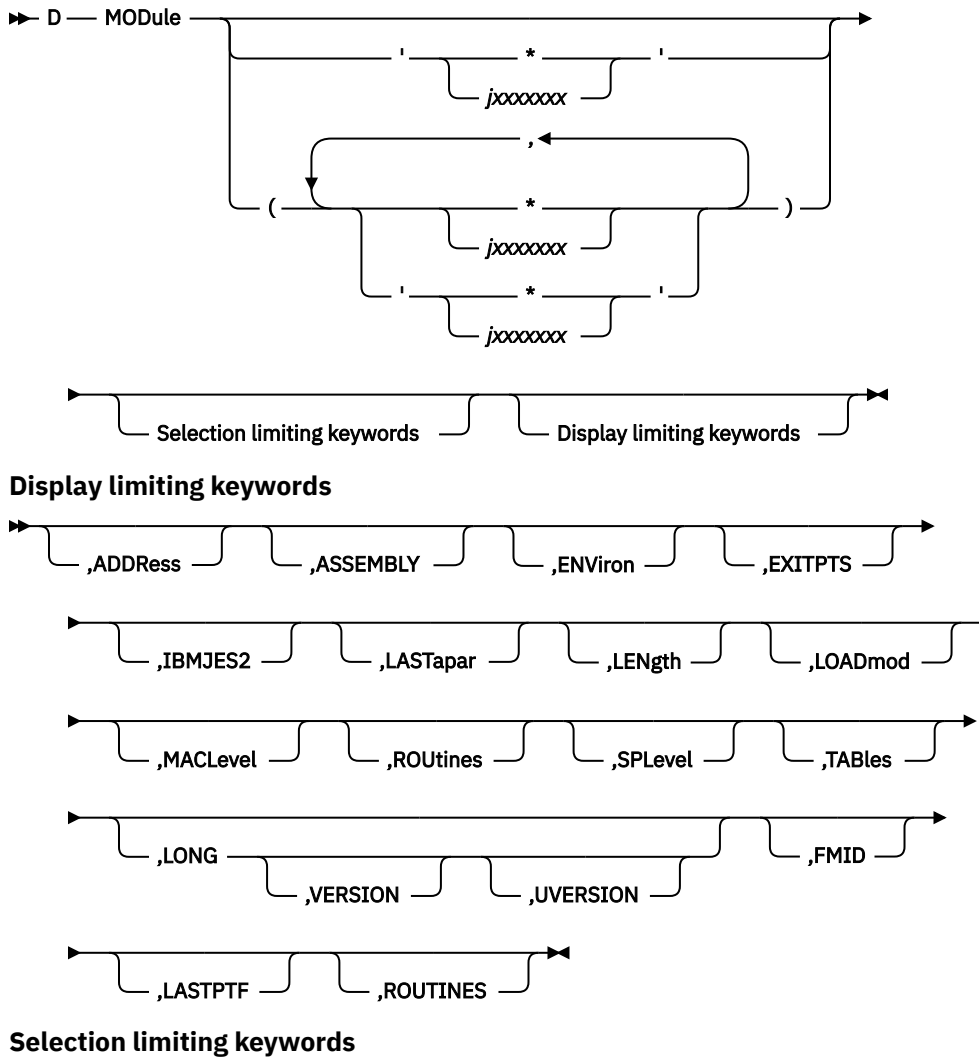 D MODule
' * '
jxxxxxxx
,
( * )
jxxxxxxx
' * '
jxxxxxxx
Selection limiting keywords Display limiting keywords
Display limiting keywords
,ADDRess ,ASSEMBLY ,ENViron ,EXITPTS
,IBMJES2 ,LASTapar ,LENgth ,LOADmod
,MACLevel ,ROUtines ,SPLevel ,TABles
,LONG ,FMID
,VERSION ,UVERSION
,LASTPTF ,ROUTINES
Selection limiting keywords